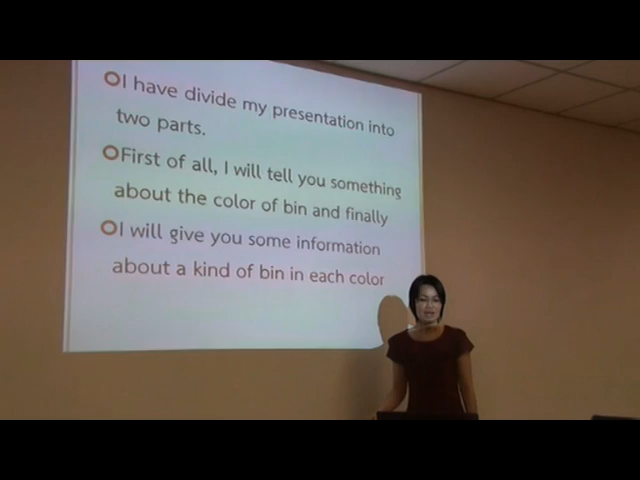 I have divide my presentation into
two parts.
First of all, I will tell you something
about the color of bin and finally
I will give you some information
about a kind of bin in each color